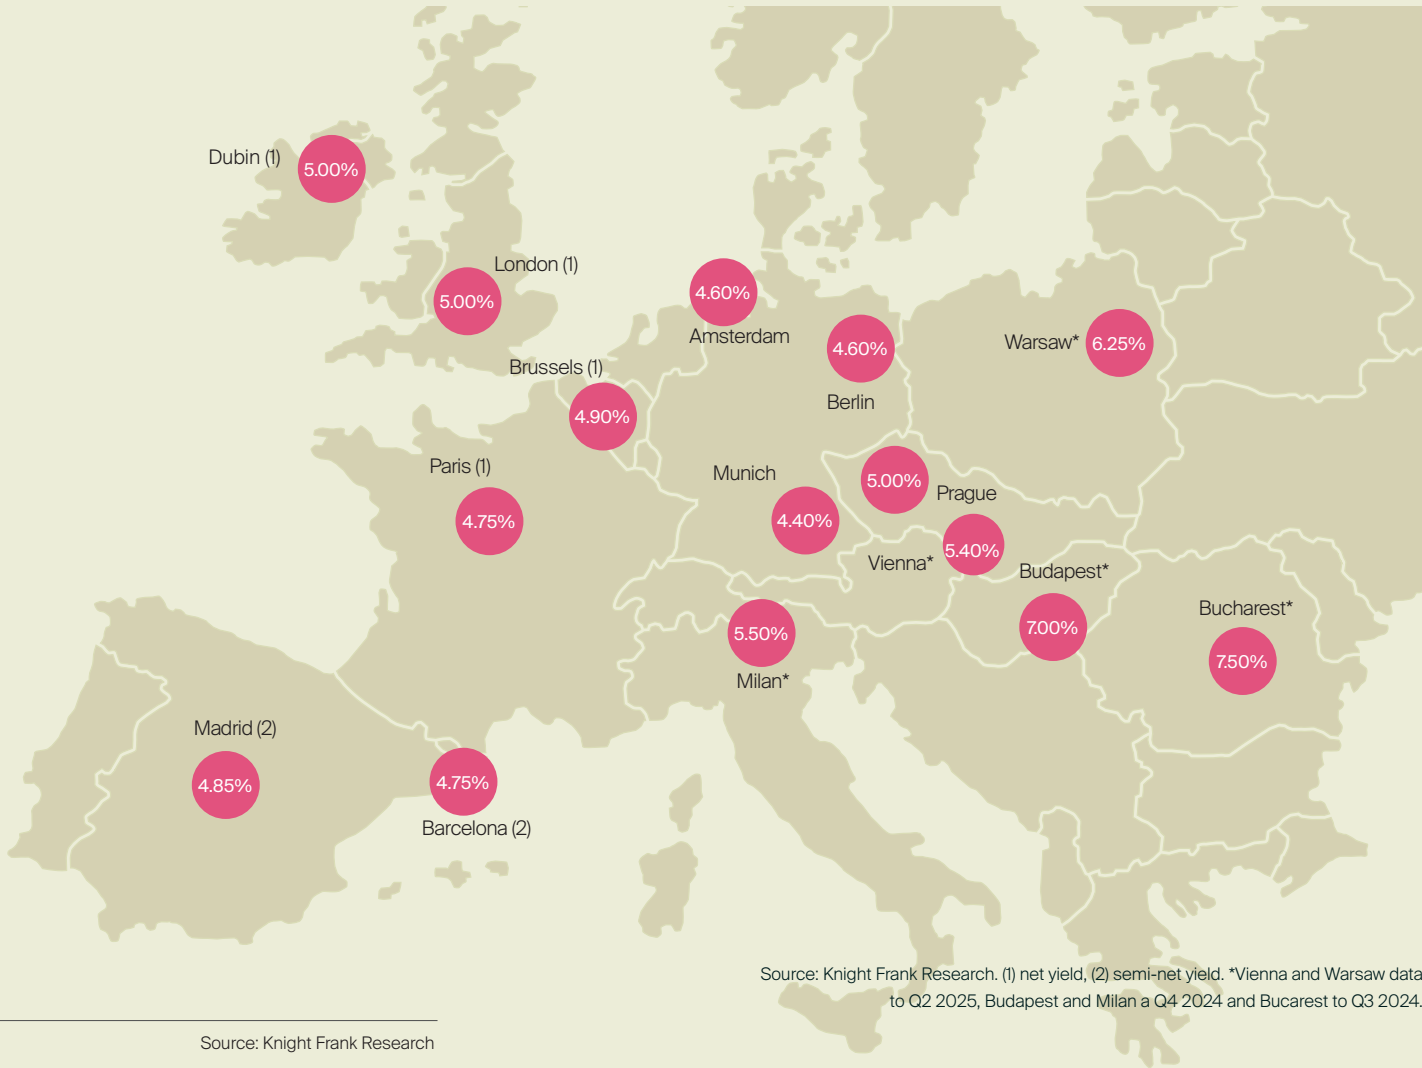 Dubin (1)
5.00%
London (1)
5.00%
4.60%
Amsterdam
4.60%
Berlin
Warsaw*
6.25%
Brussels (1)
4.90%
Paris (1)
4.75%
Munich
4.40%
5.00%
Prague
Vienna*
5.40%
Budapest*
7.00%
Bucharest*
7.50%
5.50%
Milan*
Madrid (2)
4.85%
4.75%
Barcelona (2)
Source: Knight Frank Research. (1) net yield, (2) semi-net yield. *Vienna and Warsaw data
to Q2 2025, Budapest and Milan a Q4 2024 and Bucarest to Q3 2024.
Source: Knight Frank Research